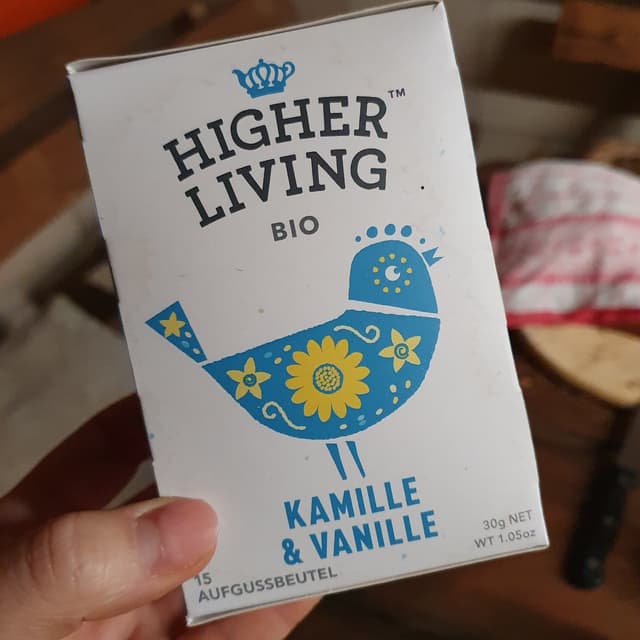 HIGHER™
LIVING
BIO
KAMILLE
& VANILLE
15
AUFGUSSBEUTEL
30g NET
WT 1.05oz